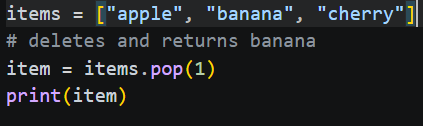 items = ["apple", "banana", "cherry"]
# deletes and returns banana
item = items.pop(1)
print(item)